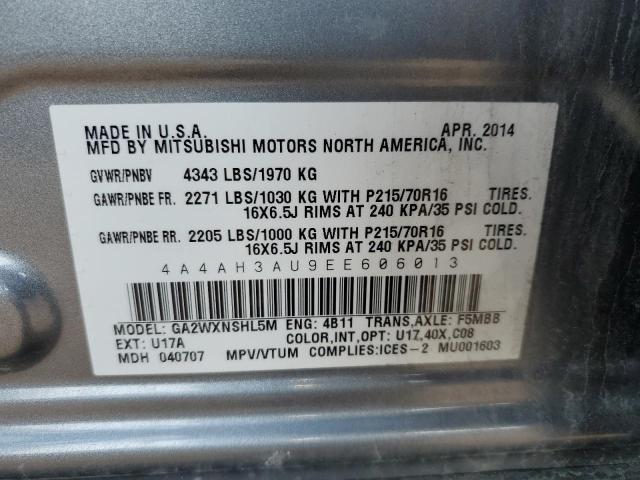 MADE IN U.S.A. APR. 2014
MFD BY MITSUBISHI MOTORS NORTH AMERICA, INC.
GVWR/PNBV 4343 LBS/1970 KG
GAWR/PNBE FR. 2271 LBS/1030 KG WITH P215/70R16 TIRES.
16X6.5J RIMS AT 240 KPA/35 PSI COLD.
GAWR/PNBE RR. 2205 LBS/1000 KG WITH P215/70R16 TIRES.
16X6.5J RIMS AT 240 KPA/35 PSI COLD.
4A4AH3AU9EE606013
MODEL: GA2WXNSHL5M ENG: 4B11 TRANS,AXLE: F5MBB
EXT: U17A COLOR,INT,OPT: U17,40X,C08
MDH 040707 MPV/VTUM COMPLIES:ICES-2 MU001603